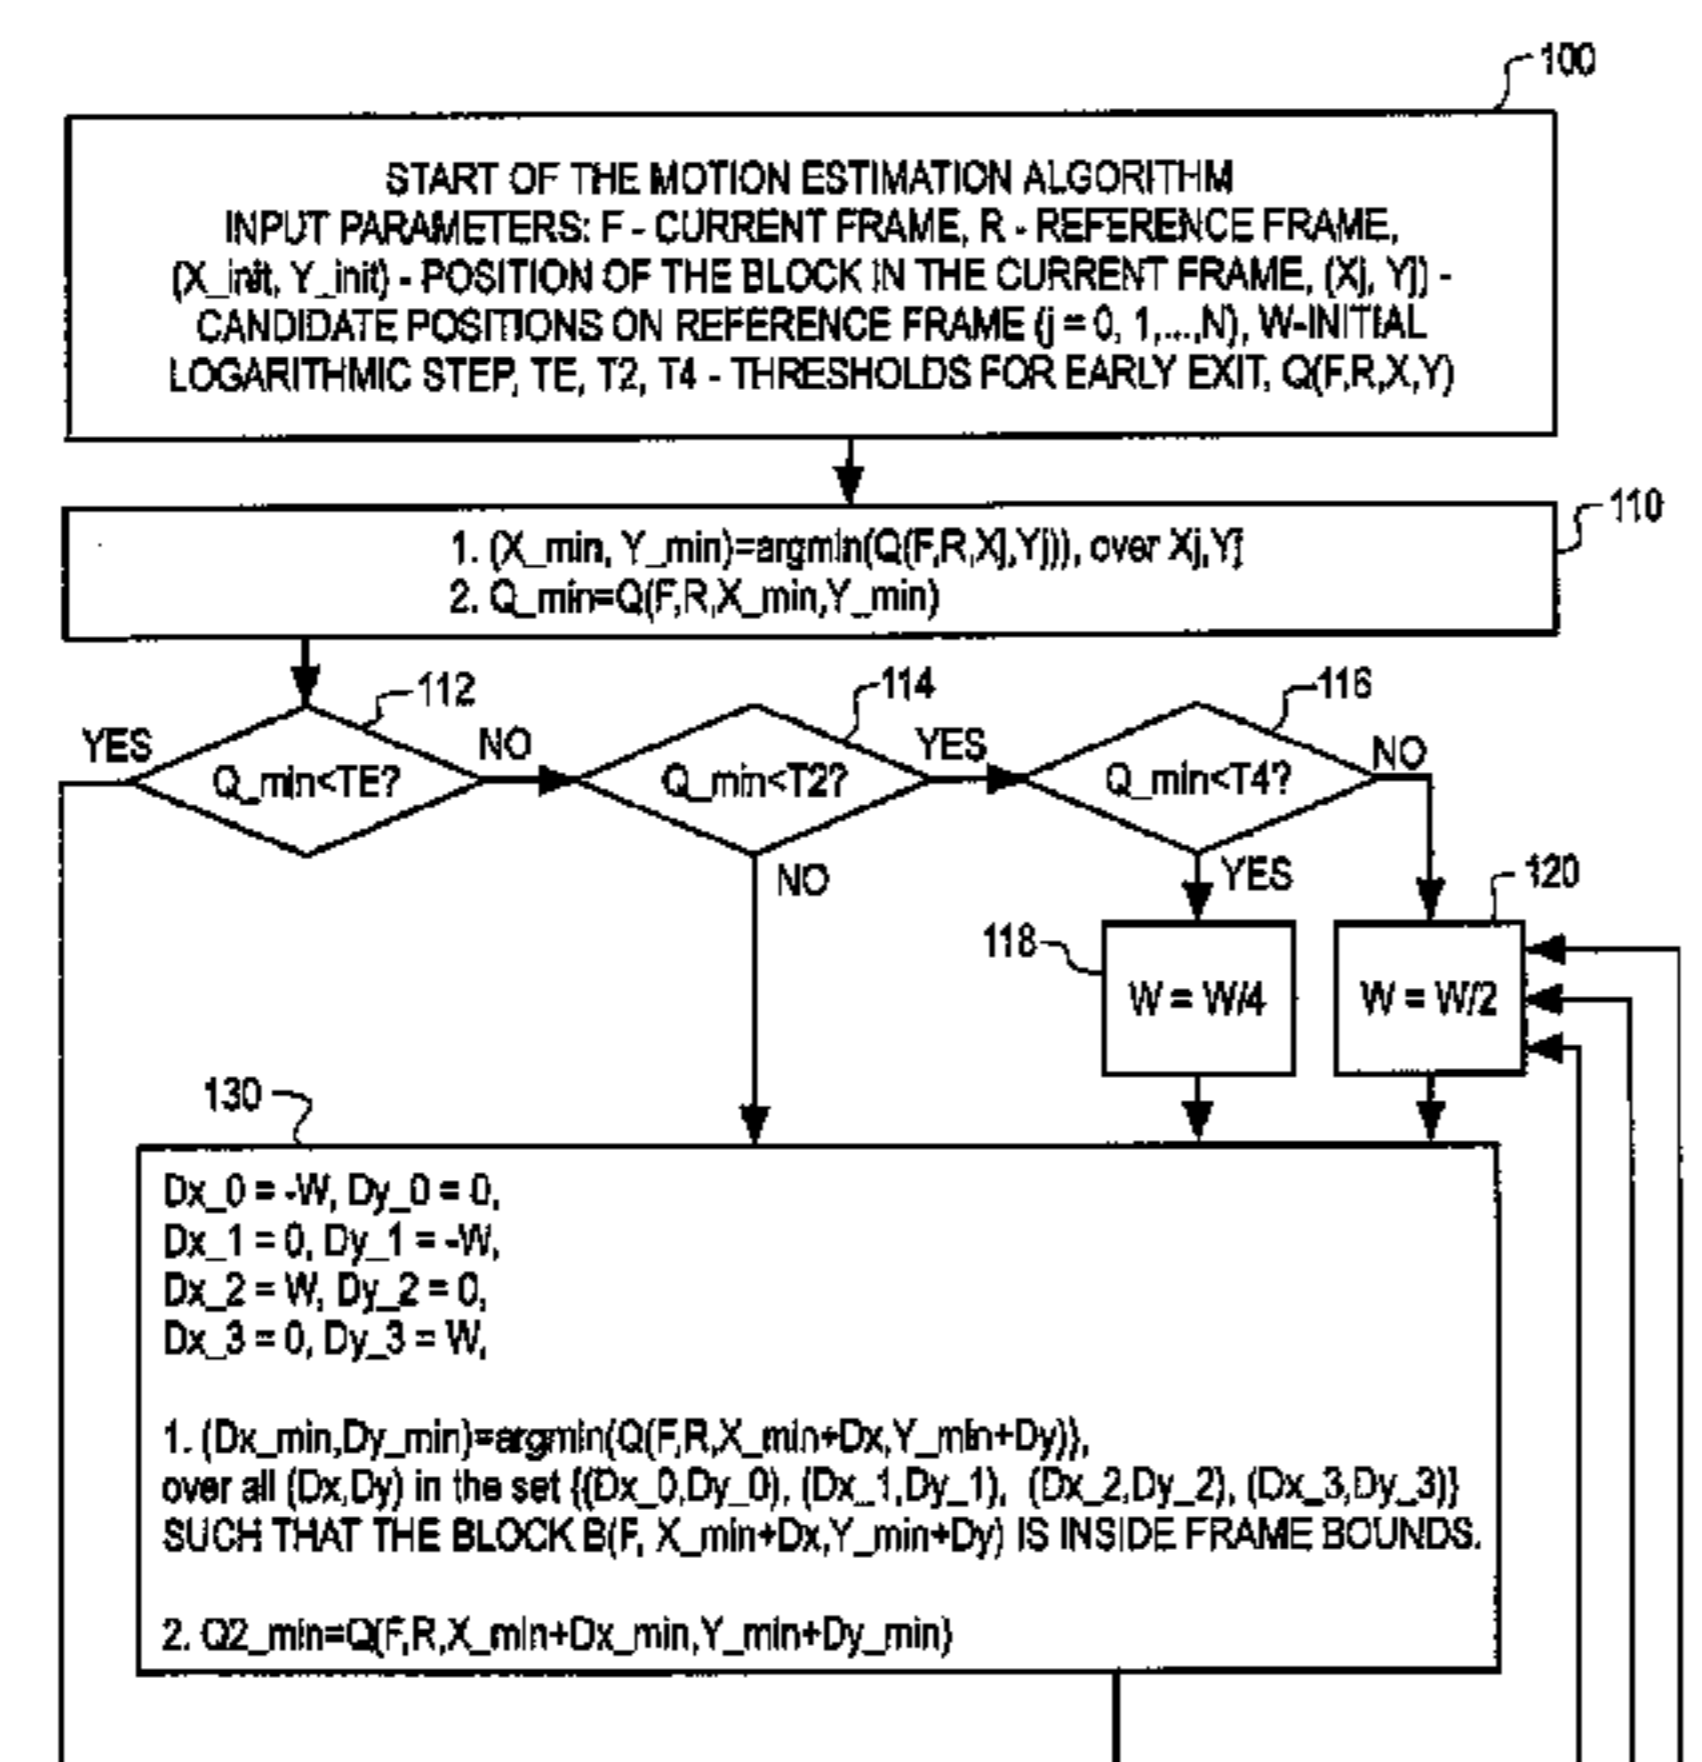 100
START OF THE MOTION ESTIMATION ALGORITHM
INPUT PARAMETERS: F - CURRENT FRAME, R - REFERENCE FRAME,
(X_init, Y_init) - POSITION OF THE BLOCK IN THE CURRENT FRAME, (Xj, Yj)) -
CANDIDATE POSITIONS ON REFERENCE FRAME (j = 0, 1,...,N), W-INITIAL
LOGARITHMIC STEP, TE, T2, T4 - THRESHOLDS FOR EARLY EXIT, Q(F,R,X,Y)
110
1. (X_min, Y_min)=argmin(Q(F,R,Xj,Yj))), over Xj,Yj
2. Q_min=Q(F,R,X_min,Y_min)
112
114
116
YES
NO
YES
NO
Q_min<TE?
Q_min<T2?
Q_min<T4?
NO
YES
120
118
W = W/4
W = W/2
130
Dx_0 = -W, Dy_0 = 0,
Dx_1 = 0, Dy_1 = -W,
Dx_2 = W, Dy_2 = 0,
Dx_3 = 0, Dy_3 = W,
1. (Dx_min,Dy_min)=argmin(Q(F,R,X_min+Dx,Y_min+Dy)),
over all (Dx,Dy) in the set {(Dx_0,Dy_0), (Dx_1,Dy_1), (Dx_2,Dy_2), (Dx_3,Dy_3)}
SUCH THAT THE BLOCK B(F, X_min+Dx,Y_min+Dy) IS INSIDE FRAME BOUNDS.
2. Q2_min=Q(F,R,X_min+Dx_min,Y_min+Dy_min)